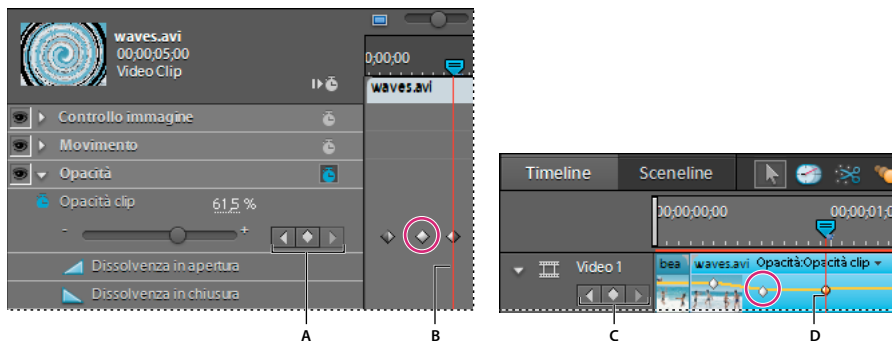 waves.avi
00;00;05;00
Video Clip
0;00;00
waves.avi
Controllo immagine
Movimento
Opacità
Opacità clip 61,5 %
- +
Dissolvenza in apertura
Dissolvenza in chiusura
A B
Timeline Sceneline
00;00;00;00 00;00;01;0
Video 1 bea waves.avi Opacità:Opacità clip
C D